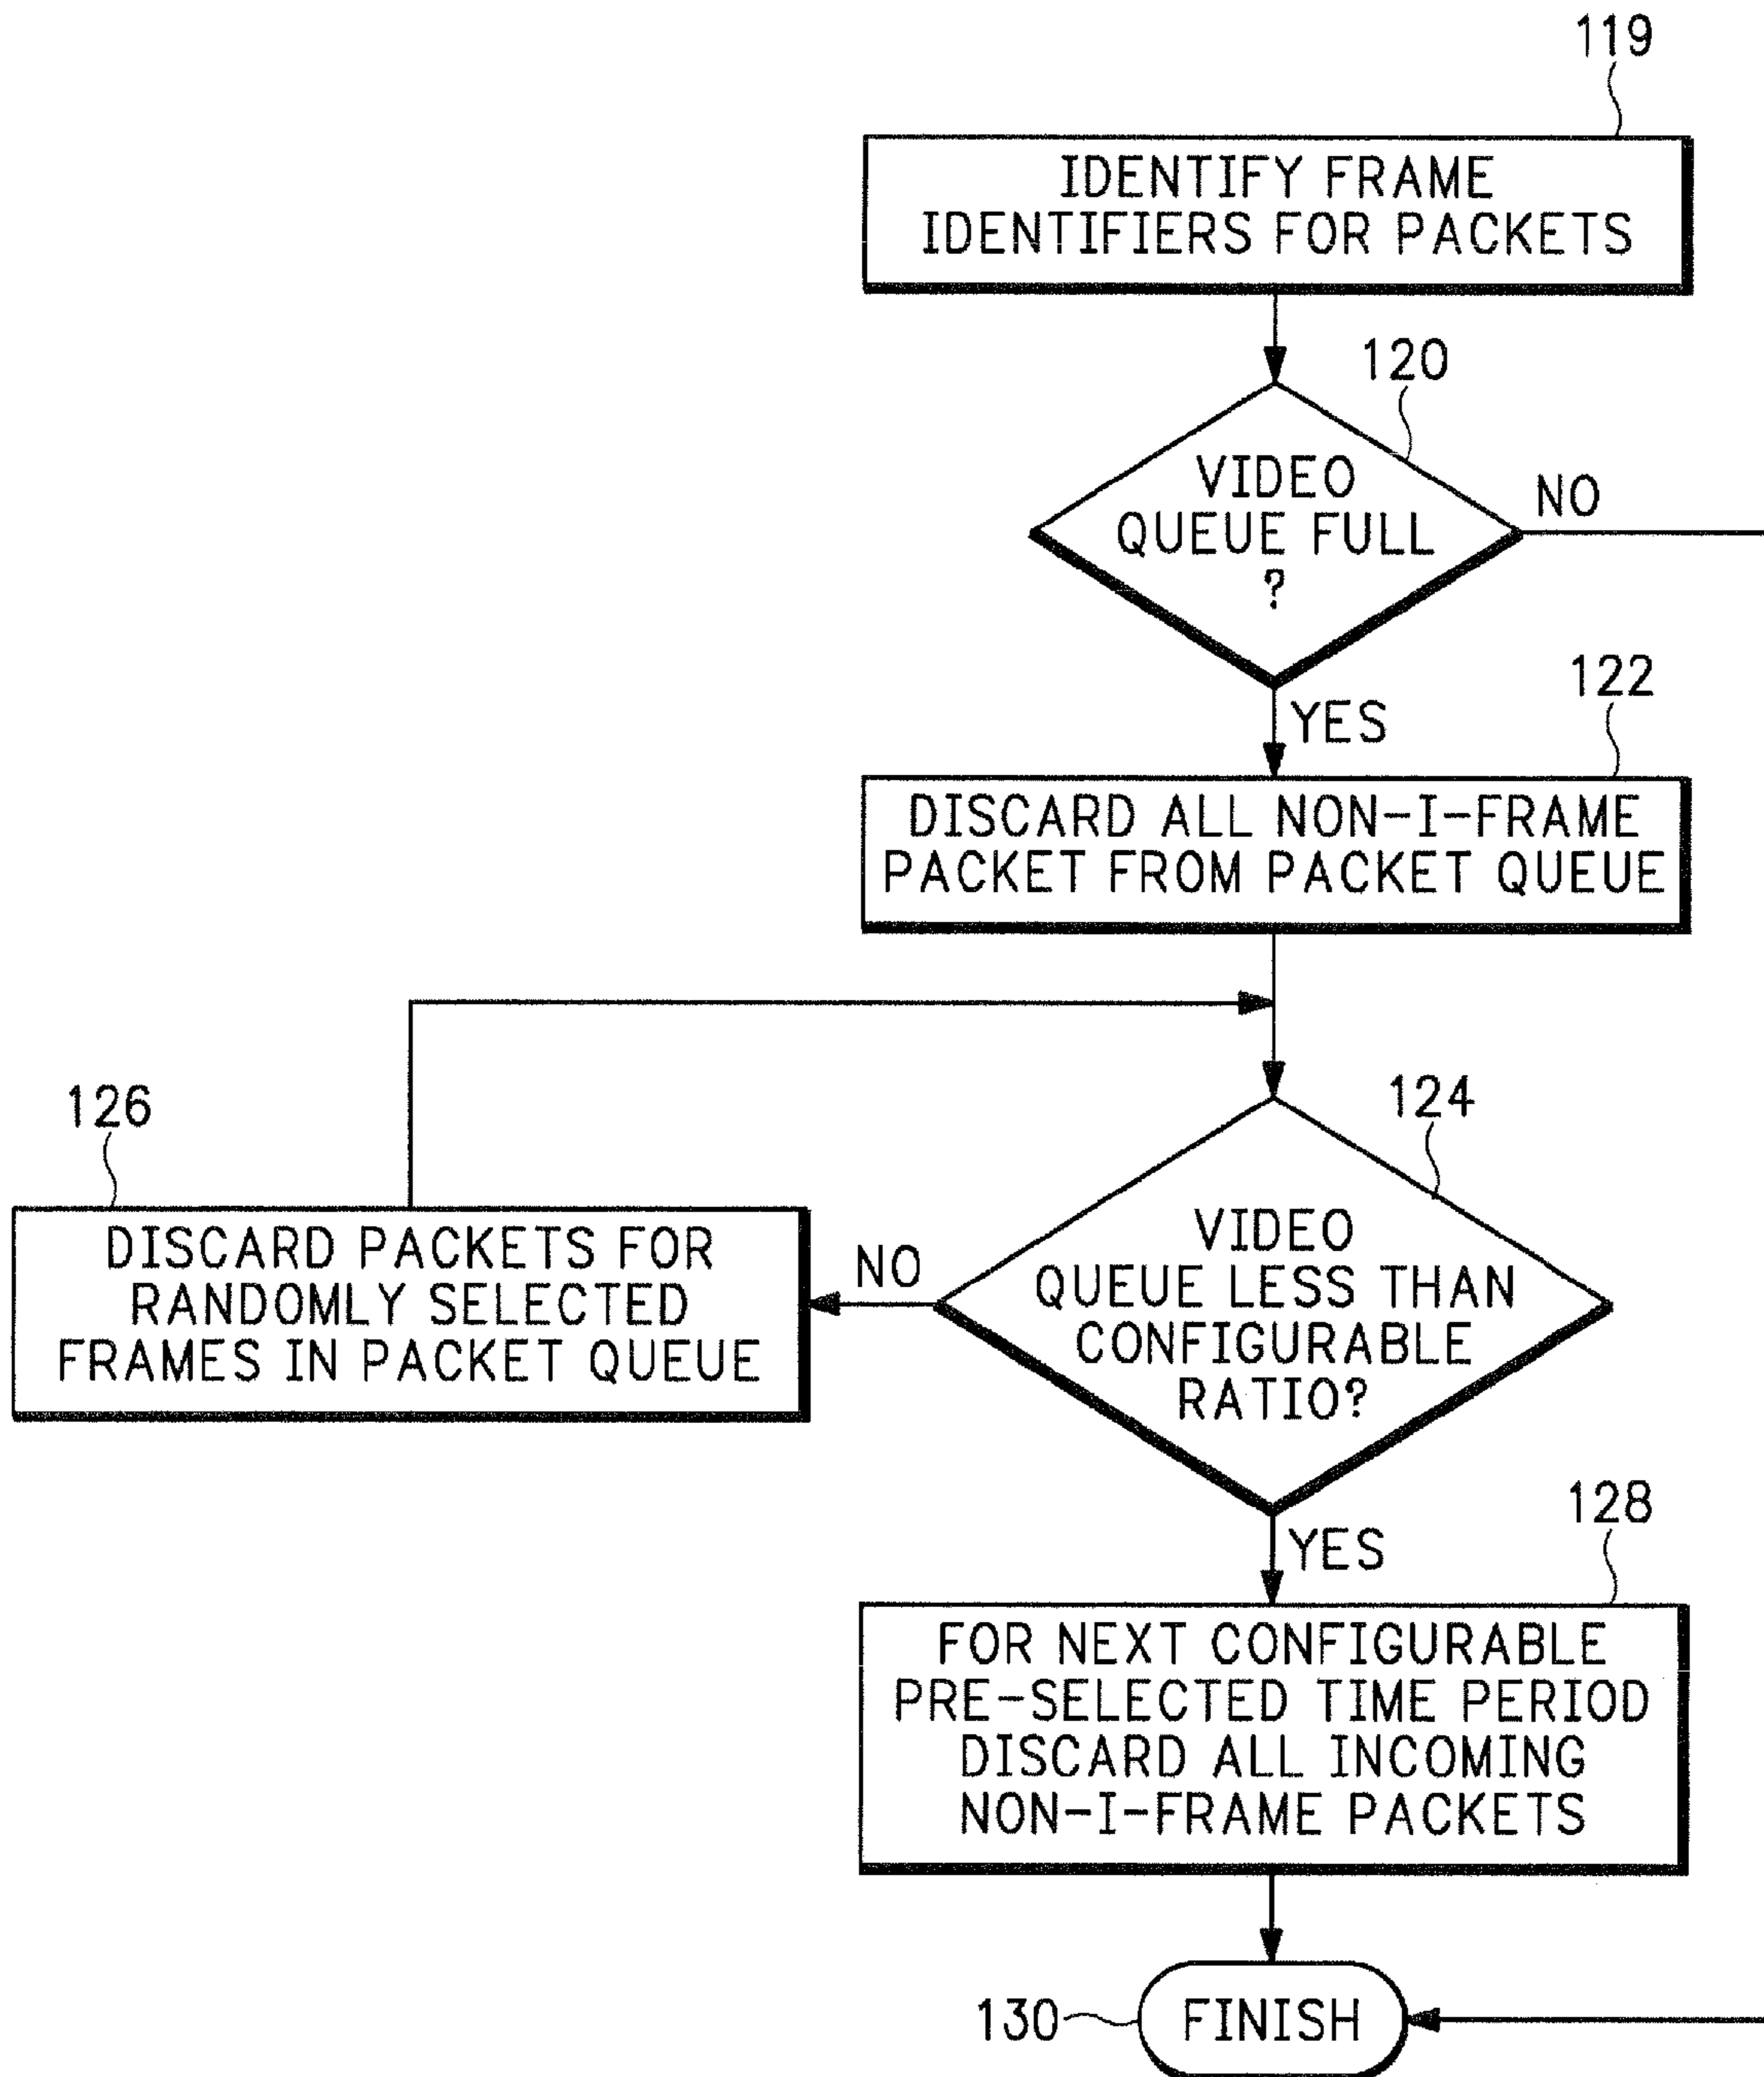 119
IDENTIFY FRAME
IDENTIFIERS FOR PACKETS
120
VIDEO
QUEUE FULL
?
NO
YES
122
DISCARD ALL NON-I-FRAME
PACKET FROM PACKET QUEUE
126
DISCARD PACKETS FOR
RANDOMLY SELECTED
FRAMES IN PACKET QUEUE
NO
124
VIDEO
QUEUE LESS THAN
CONFIGURABLE
RATIO?
YES
128
FOR NEXT CONFIGURABLE
PRE-SELECTED TIME PERIOD
DISCARD ALL INCOMING
NON-I-FRAME PACKETS
130
FINISH